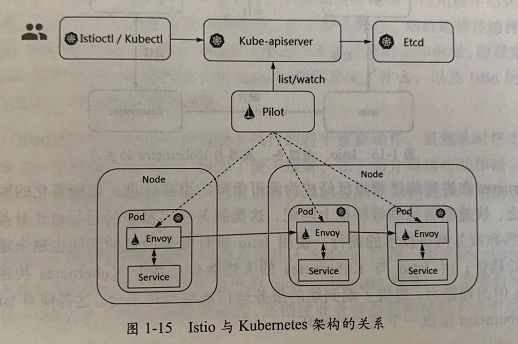 Istioctl / Kubectl
Kube-apiserver
Etcd
list/watch
Pilot
Node
Node
Pod
Pod
Pod
Envoy
Envoy
Envoy
Service
Service
Service
图 1-15 Istio 与 Kubernetes 架构的关系